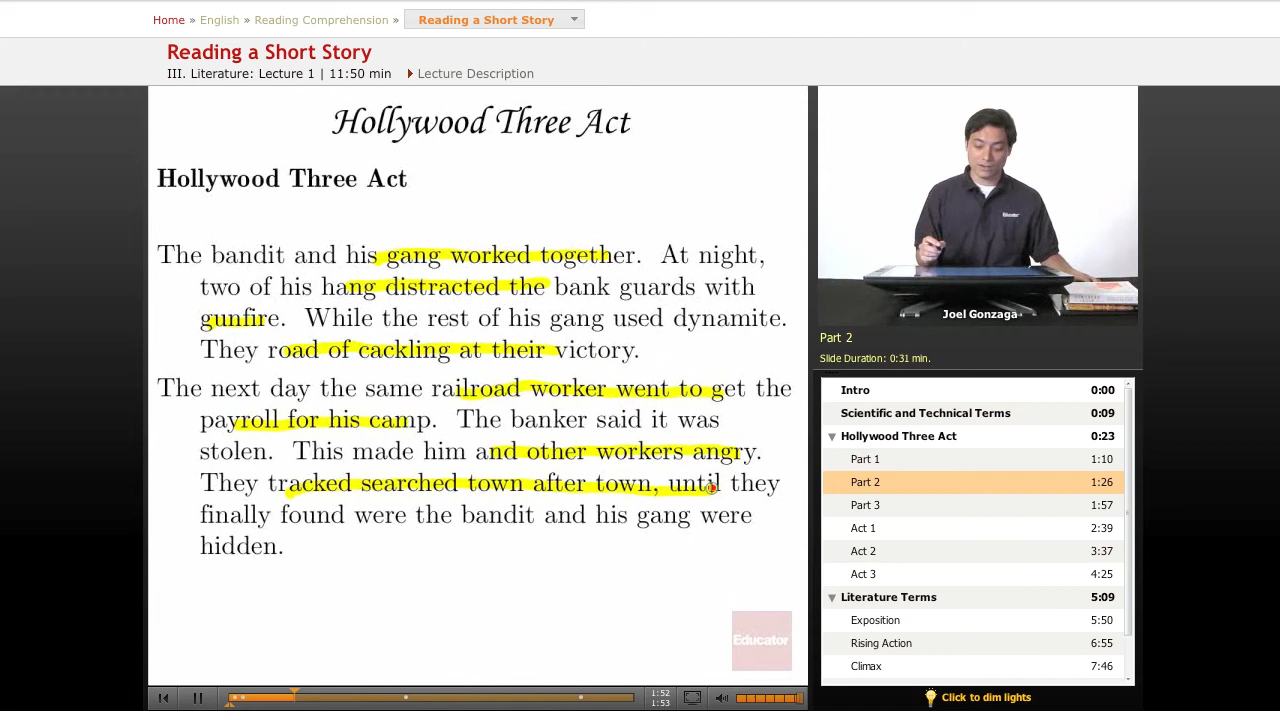 Home » English » Reading Comprehension » Reading a Short Story
Reading a Short Story
III. Literature: Lecture 1 | 11:50 min Lecture Description
Hollywood Three Act
Hollywood Three Act
The bandit and his gang worked together. At night,
two of his hang distracted the bank guards with
gunfire. While the rest of his gang used dynamite.
They road of cackling at their victory.
The next day the same railroad worker went to get the
payroll for his camp. The banker said it was
stolen. This made him and other workers angry.
They tracked searched town after town, until they
finally found were the bandit and his gang were
hidden.
Educator
1:52
1:53
Educator
Joel Gonzaga
Part 2
Slide Duration: 0:31 min.
Intro 0:00
Scientific and Technical Terms 0:09
Hollywood Three Act 0:23
Part 1 1:10
Part 2 1:26
Part 3 1:57
Act 1 2:39
Act 2 3:37
Act 3 4:25
Literature Terms 5:09
Exposition 5:50
Rising Action 6:55
Climax 7:46
Click to dim lights